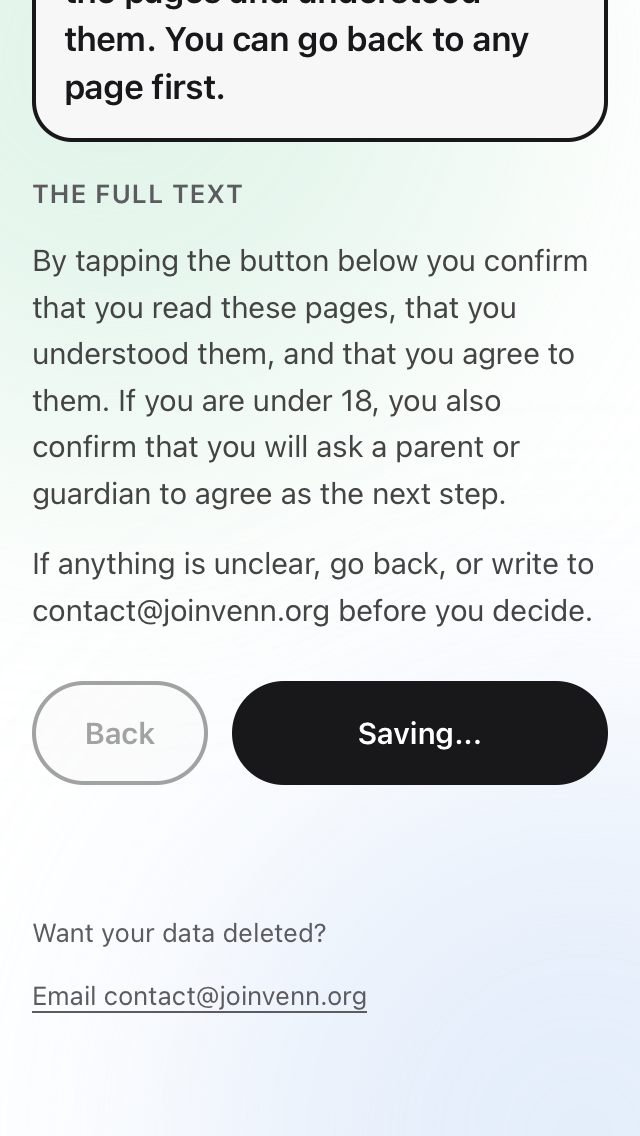 the pages and understood
them. You can go back to any
page first.
THE FULL TEXT
By tapping the button below you confirm
that you read these pages, that you
understood them, and that you agree to
them. If you are under 18, you also
confirm that you will ask a parent or
guardian to agree as the next step.
If anything is unclear, go back, or write to
contact@joinvenn.org before you decide.
Back
Saving...
Want your data deleted?
Email contact@joinvenn.org